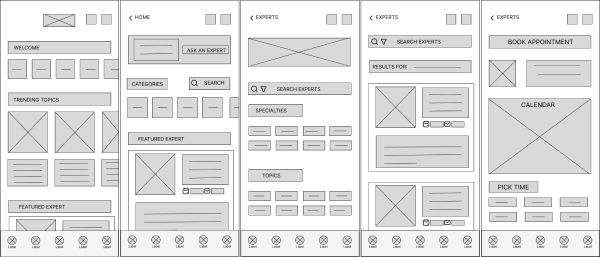 WELCOME
TRENDING TOPICS
FEATURED EXPERT
Label Label Label Label Label
HOME
ASK AN EXPERT
CATEGORIES
SEARCH
FEATURED EXPERT
Label Label Label Label Label
EXPERTS
SEARCH EXPERTS
SPECIALTIES
TOPICS
Label Label Label Label Label
EXPERTS
SEARCH EXPERTS
RESULTS FOR
Label Label Label Label Label
EXPERTS
BOOK APPOINTMENT
CALENDAR
PICK TIME
Label Label Label Label Label